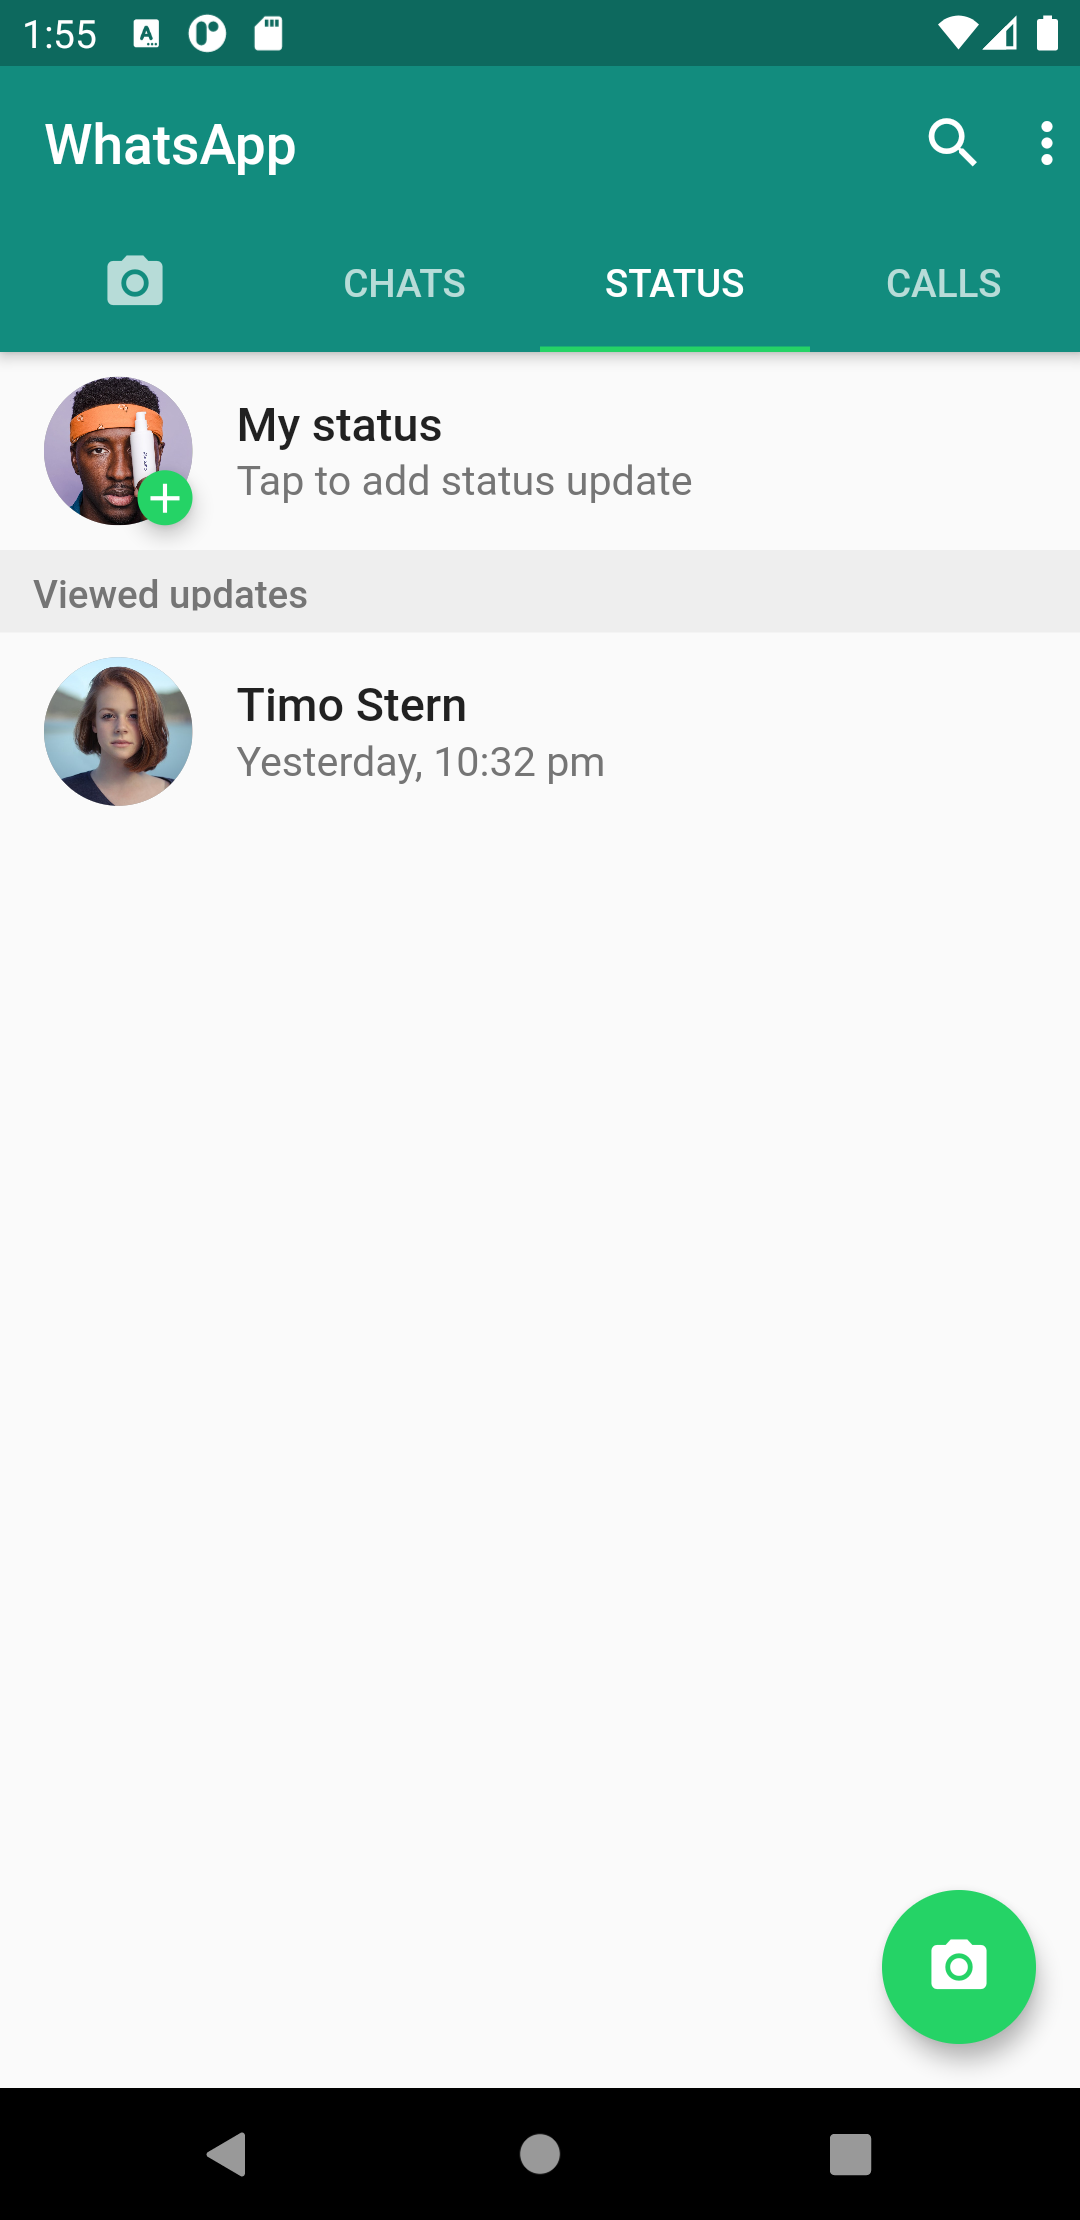 1:55
WhatsApp
CHATS
STATUS
CALLS
My status
Tap to add status update
Viewed updates
Timo Stern
Yesterday, 10:32 pm